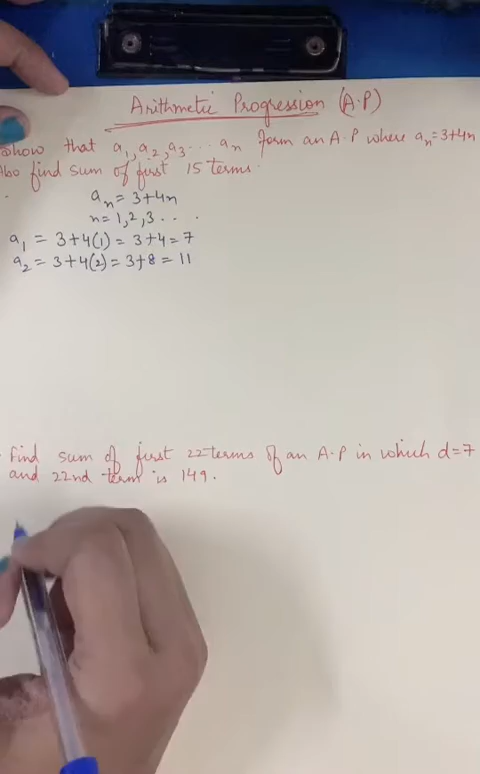 Arithmetic Progression (A.P)
Show that a₁, a₂, a₃... aₙ form an A.P where aₙ=3+4n
Also find sum of first 15 terms.
aₙ = 3+4n
n = 1, 2, 3 . . .
a₁ = 3+4(1) = 3+4 = 7
a₂ = 3+4(2) = 3+8 = 11
Find sum of first 22 terms of an A.P in which d=7
and 22nd term is 149.